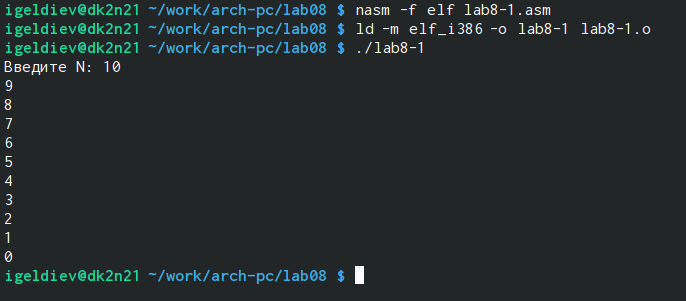 igeldiev@dk2n21 ~/work/arch-pc/lab08 $ nasm -f elf lab8-1.asm
igeldiev@dk2n21 ~/work/arch-pc/lab08 $ ld -m elf_i386 -o lab8-1 lab8-1.o
igeldiev@dk2n21 ~/work/arch-pc/lab08 $ ./lab8-1
Введите N: 10
9
8
7
6
5
4
3
2
1
0
igeldiev@dk2n21 ~/work/arch-pc/lab08 $